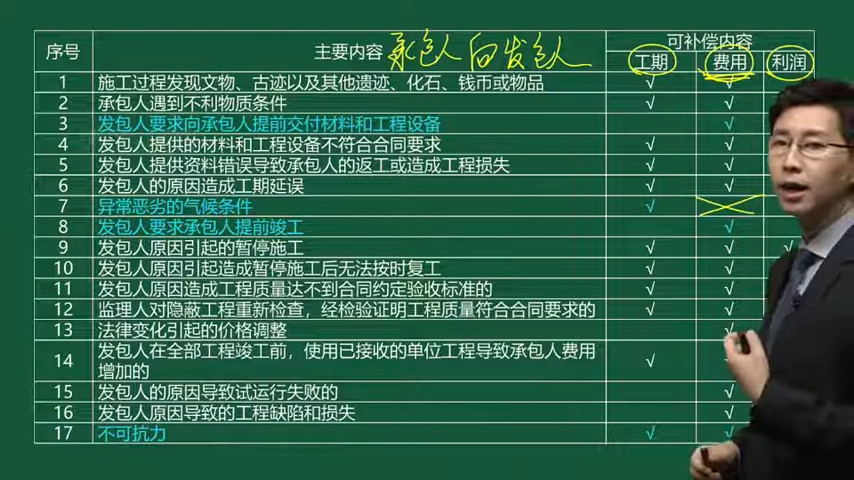 序号 主要内容 承包人向发包人 可补偿内容
工期 费用 利润
1 施工过程发现文物、古迹以及其他遗迹、化石、钱币或物品 √ √
2 承包人遇到不利物质条件 √ √
3 发包人要求向承包人提前交付材料和工程设备 √
4 发包人提供的材料和工程设备不符合合同要求 √ √
5 发包人提供资料错误导致承包人的返工或造成工程损失 √ √
6 发包人的原因造成工期延误 √ √
7 异常恶劣的气候条件 √
8 发包人要求承包人提前竣工 √
9 发包人原因引起的暂停施工 √ √ √
10 发包人原因引起造成暂停施工后无法按时复工 √ √
11 发包人原因造成工程质量达不到合同约定验收标准的 √ √
12 监理人对隐蔽工程重新检查，经检验证明工程质量符合合同要求的 √ √
13 法律变化引起的价格调整 √
14 发包人在全部工程竣工前，使用已接收的单位工程导致承包人费用
增加的 √ √
15 发包人的原因导致试运行失败的 √
16 发包人原因导致的工程缺陷和损失 √
17 不可抗力 √ √